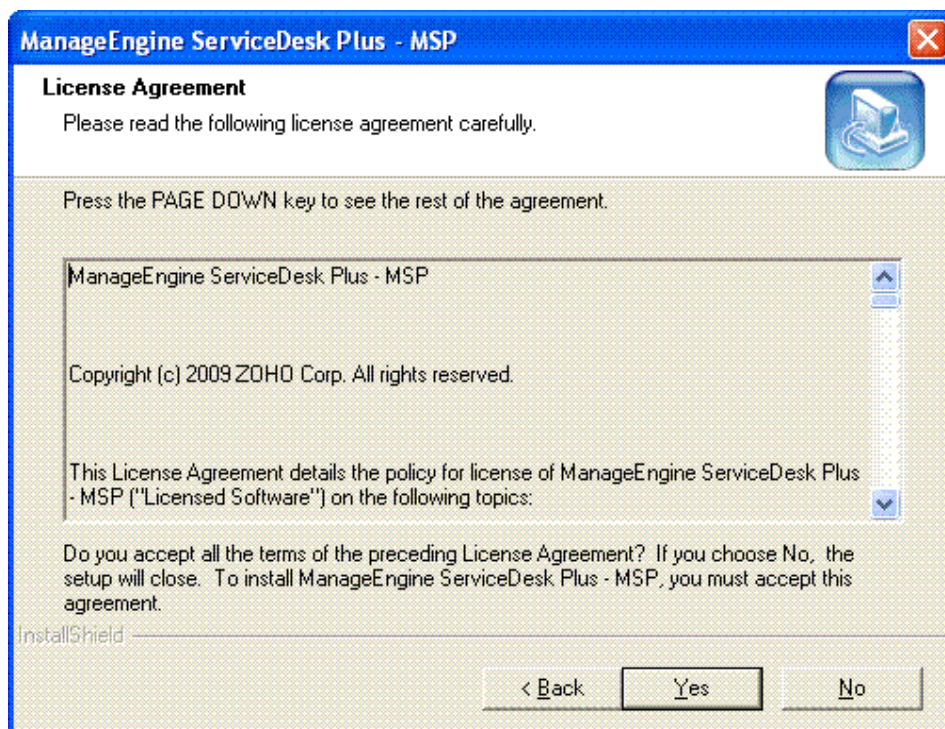 ManageEngine ServiceDesk Plus - MSP
License Agreement
Please read the following license agreement carefully.
Press the PAGE DOWN key to see the rest of the agreement.
ManageEngine ServiceDesk Plus - MSP
Copyright (c) 2009 ZOHO Corp. All rights reserved.
This License Agreement details the policy for license of ManageEngine ServiceDesk Plus
- MSP ("Licensed Software") on the following topics:
Do you accept all the terms of the preceding License Agreement?  If you choose No,  the
setup will close.  To install ManageEngine ServiceDesk Plus - MSP, you must accept this
agreement.
InstallShield
< Back
Yes
No